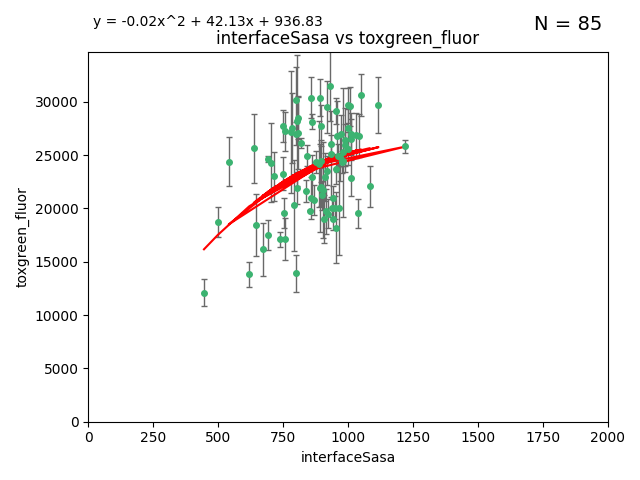 y = -0.02x^2 + 42.13x + 936.83
N = 85
interfaceSasa vs toxgreen_fluor
toxgreen_fluor
30000
25000
20000
15000
10000
5000
0
0 250 500 750 1000 1250 1500 1750 2000
interfaceSasa